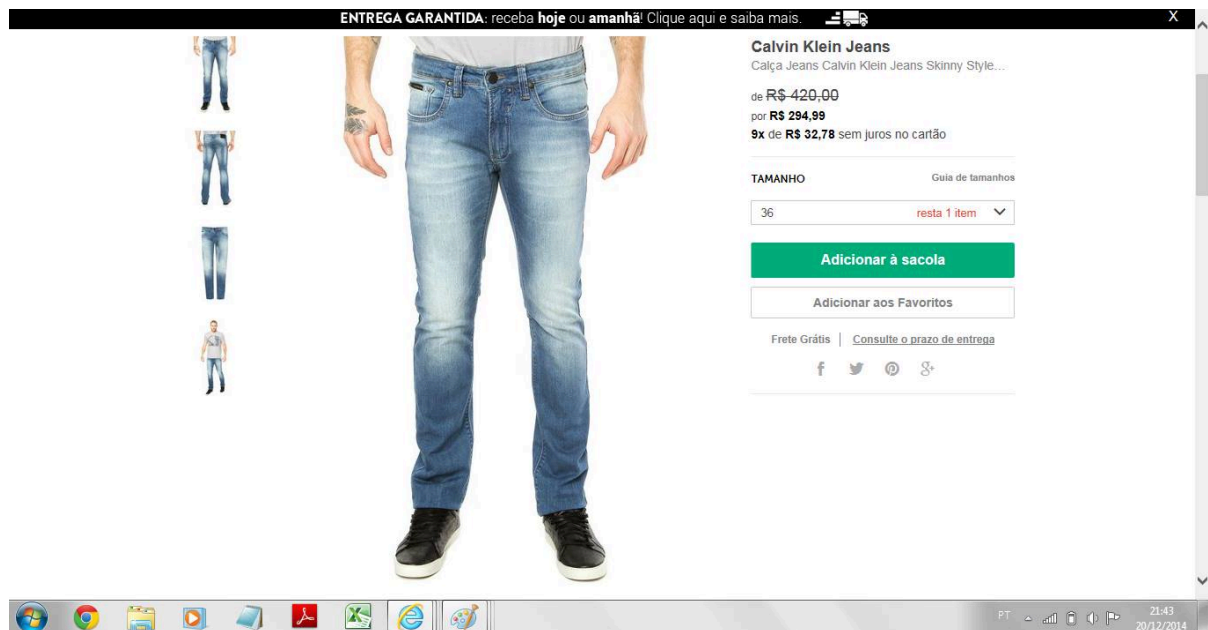 ENTREGA GARANTIDA: receba hoje ou amanhã! Clique aqui e saiba mais.
X
Calvin Klein Jeans
Calça Jeans Calvin Klein Jeans Skinny Style...
de R$ 420,00
por R$ 294,99
9x de R$ 32,78 sem juros no cartão
TAMANHO Guia de tamanhos
36 resta 1 item
Adicionar à sacola
Adicionar aos Favoritos
Frete Grátis | Consulte o prazo de entrega
PT
21:43
20/12/2014